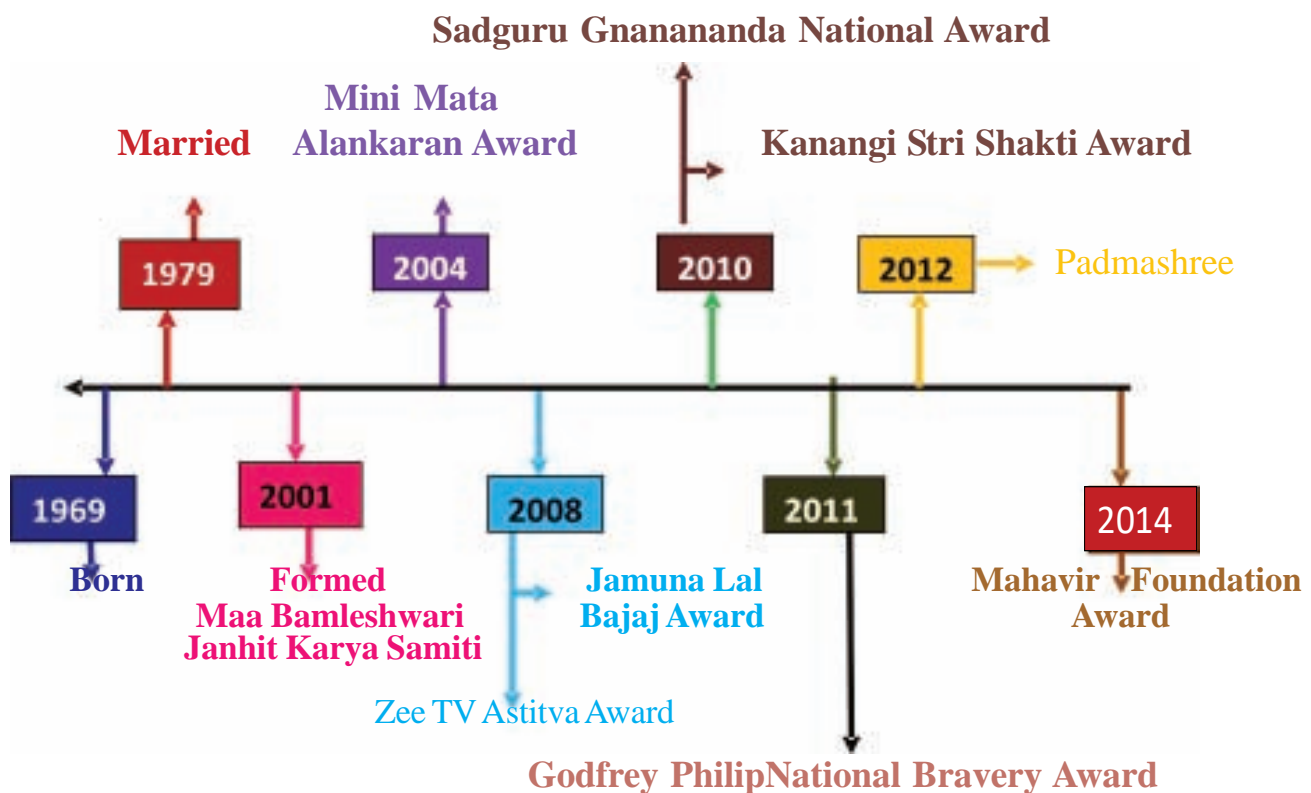 Sadguru Gnanananda National Award
Mini Mata
Alankaran Award
Married
Kanangi Stri Shakti Award
1979
2004
2010
2012
Padmashree
1969
2001
2008
2011
2014
Born
Formed
Maa Bamleshwari
Janhit Karya Samiti
Jamuna Lal
Bajaj Award
Mahavir Foundation
Award
Zee TV Astitva Award
Godfrey PhilipNational Bravery Award